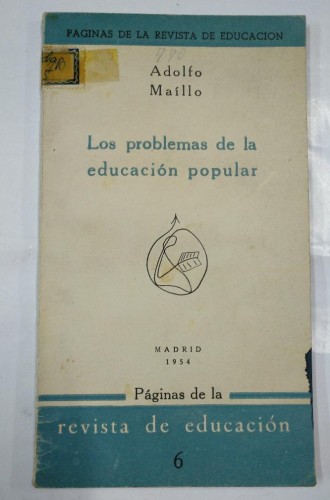 PAGINAS DE LA REVISTA DE EDUCACION
Adolfo
Maíllo
Los problemas de la
educación popular
MADRID
1954
Páginas de la
revista de educación
6